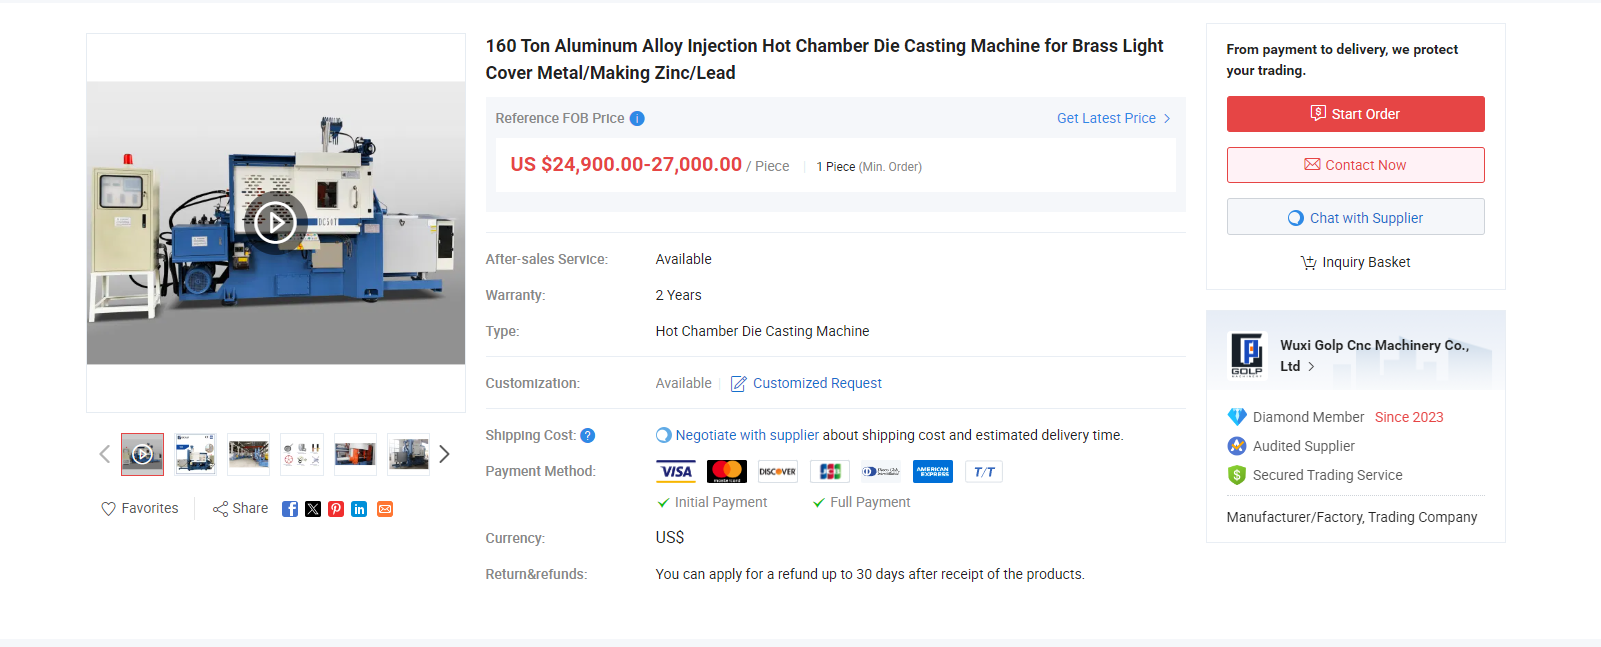 160 Ton Aluminum Alloy Injection Hot Chamber Die Casting Machine for Brass Light
Cover Metal/Making Zinc/Lead
Reference FOB Price
Get Latest Price
US $24,900.00-27,000.00 / Piece
1 Piece (Min. Order)
After-sales Service: Available
Warranty: 2 Years
Type: Hot Chamber Die Casting Machine
Customization: Available
Customized Request
Shipping Cost: ?
Negotiate with supplier about shipping cost and estimated delivery time.
Payment Method:
VISA
DISCOVER
JCB
AMERICAN EXPRESS
T/T
Initial Payment
Full Payment
Currency: US$
Return&refunds: You can apply for a refund up to 30 days after receipt of the products.
DC50T
Favorites
Share
From payment to delivery, we protect
your trading.
Start Order
Contact Now
Chat with Supplier
Inquiry Basket
GOLP
Wuxi Golp Cnc Machinery Co.,
Ltd
Diamond Member Since 2023
Audited Supplier
Secured Trading Service
Manufacturer/Factory, Trading Company